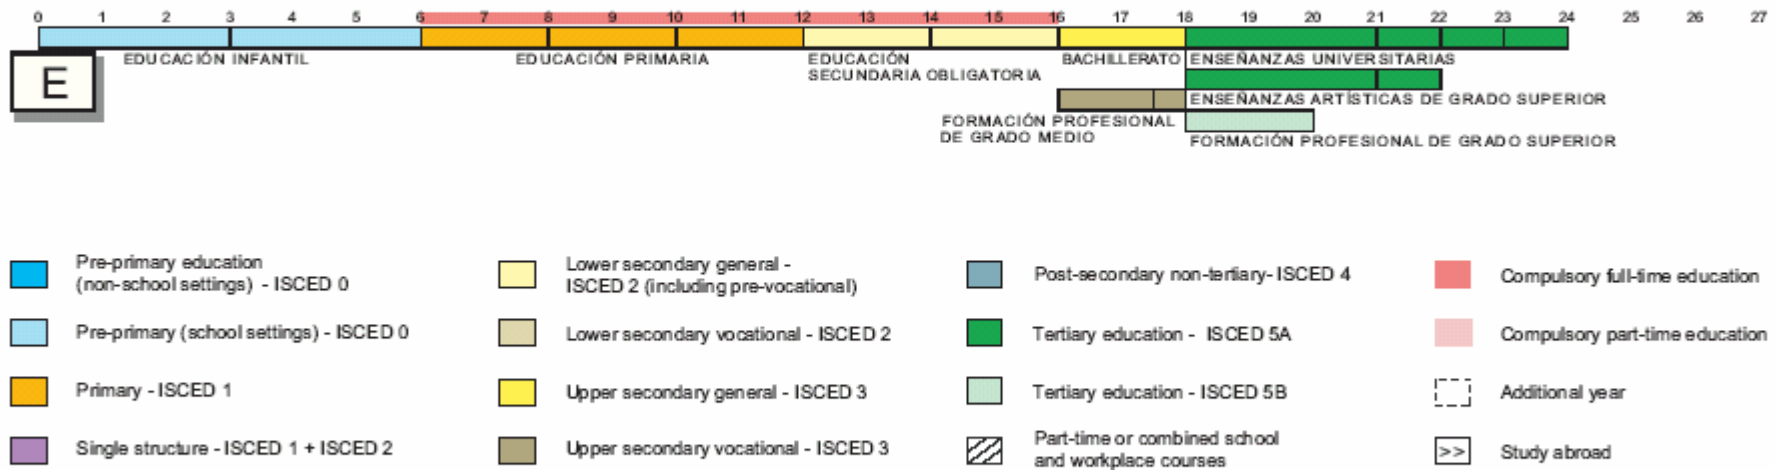 0 1 2 3 4 5 6 7 8 9 10 11 12 13 14 15 16 17 18 19 20 21 22 23 24 25 26 27
EDUCACIÓN INFANTIL
EDUCACIÓN PRIMARIA
EDUCACIÓN
SECUNDARIA OBLIGATORIA
BACHILLERATO
ENSEÑANZAS UNIVERSITARIAS
E
ENSEÑANZAS ARTÍSTICAS DE GRADO SUPERIOR
FORMACIÓN PROFESIONAL
DE GRADO MEDIO
FORMACIÓN PROFESIONAL DE GRADO SUPERIOR
Pre-primary education
(non-school settings) - ISCED 0
Pre-primary (school settings) - ISCED 0
Primary - ISCED 1
Single structure - ISCED 1 + ISCED 2
Lower secondary general -
ISCED 2 (including pre-vocational)
Lower secondary vocational - ISCED 2
Upper secondary general - ISCED 3
Upper secondary vocational - ISCED 3
Post-secondary non-tertiary- ISCED 4
Tertiary education - ISCED 5A
Tertiary education - ISCED 5B
Part-time or combined school
and workplace courses
Compulsory full-time education
Compulsory part-time education
Additional year
>> Study abroad